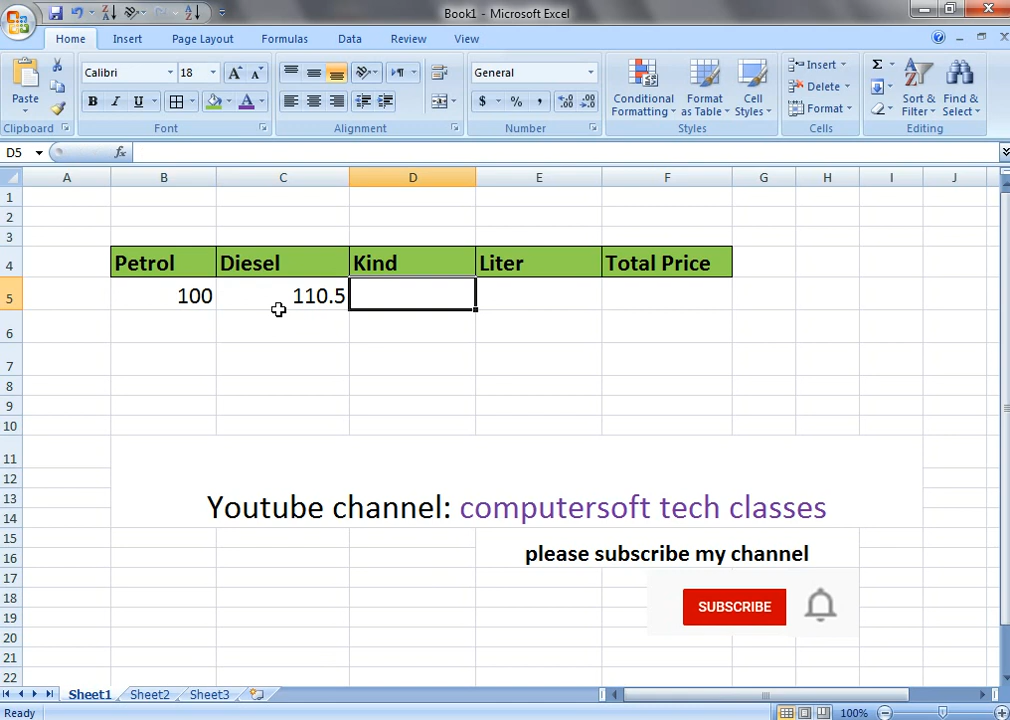 Book1 - Microsoft Excel
Home Insert Page Layout Formulas Data Review View
Paste Calibri 18 A A General Conditional Formatting Format as Table Cell Styles Insert Delete Format Sort & Filter Find & Select
B I U A $ % , Σ
Clipboard Font Alignment Number Styles Cells Editing
D5 fx
A B C D E F G H I J
1
2
3
4 Petrol Diesel Kind Liter Total Price
5 100 110.5
6
7
8
9
10
11
12
13 Youtube channel: computersoft tech classes
14
15
16 please subscribe my channel
17
18 SUBSCRIBE
19
20
21
22
Sheet1 Sheet2 Sheet3
Ready 100%